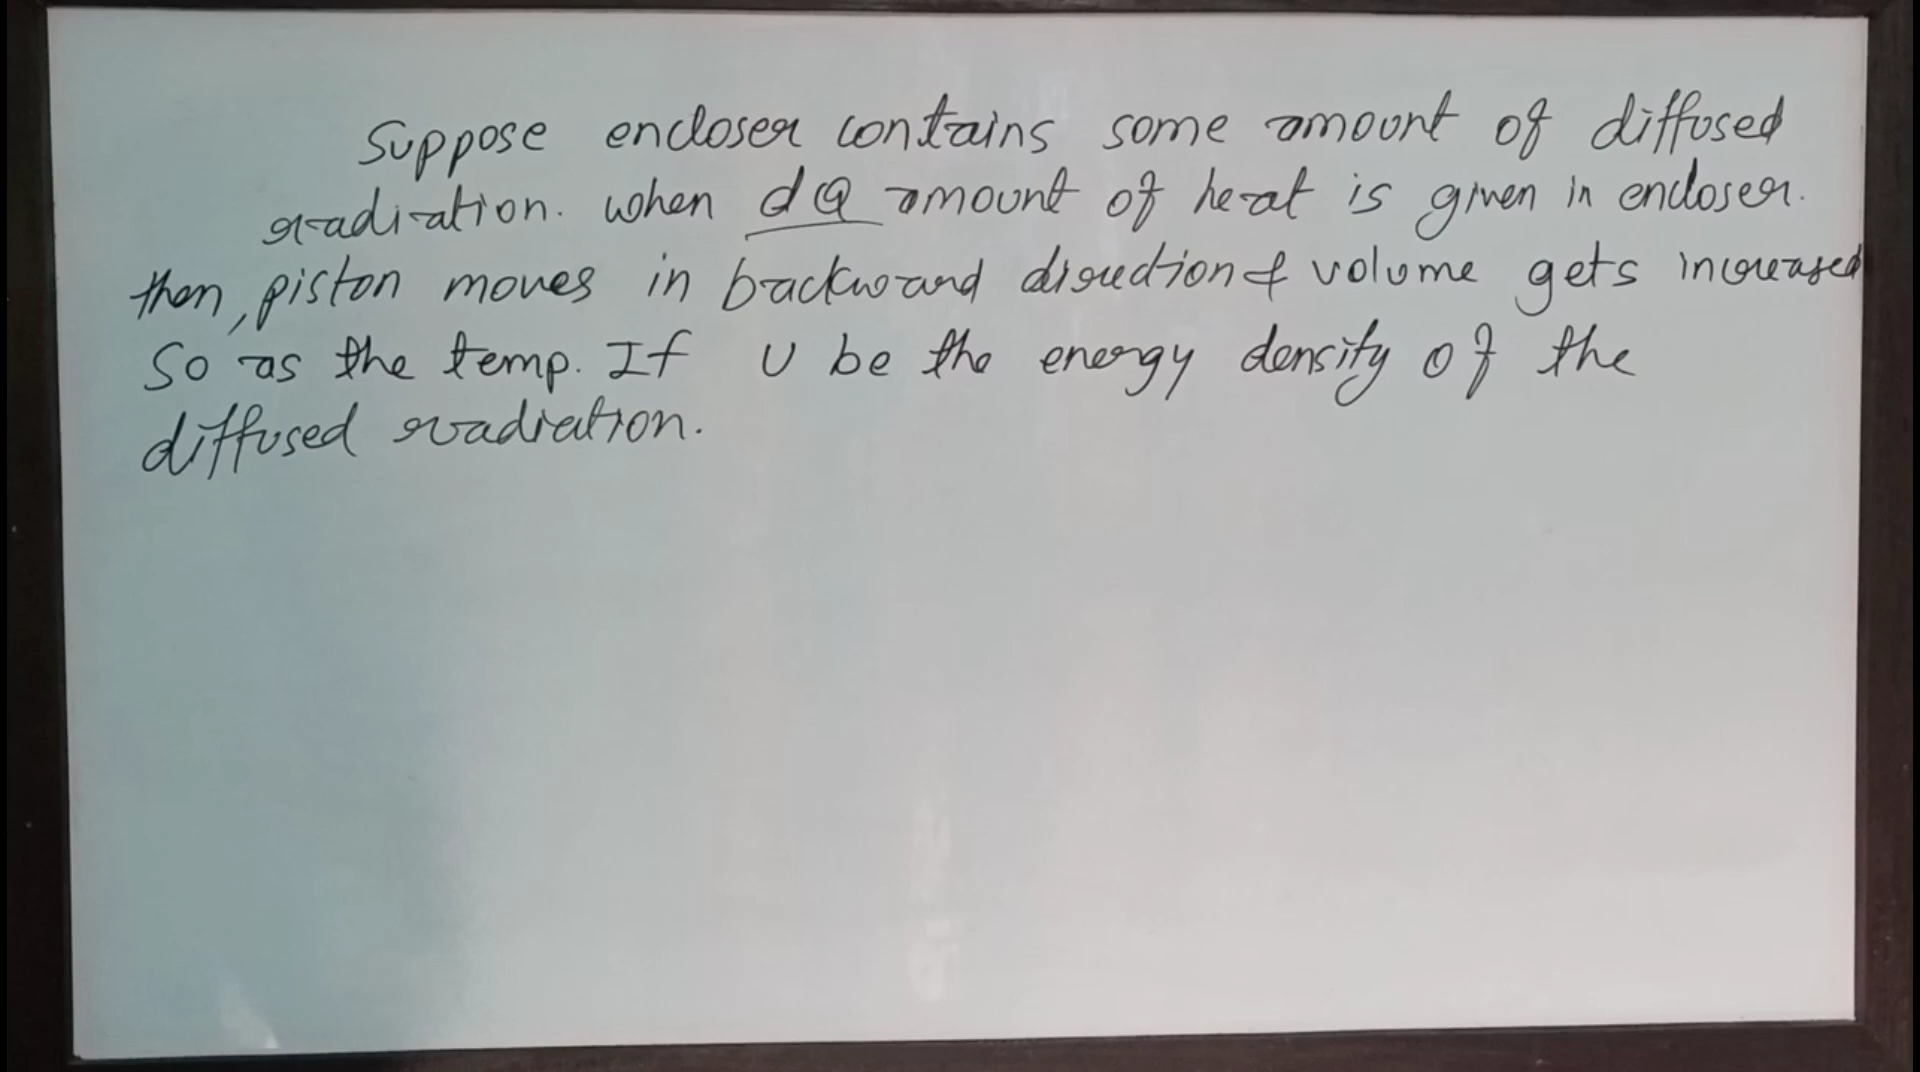 Suppose encloser contains some amount of diffused
radiation. when dQ amount of heat is given in encloser.
then, piston moves in backward direction & volume gets increased
So as the temp. If U be the energy density of the
diffused radiation.